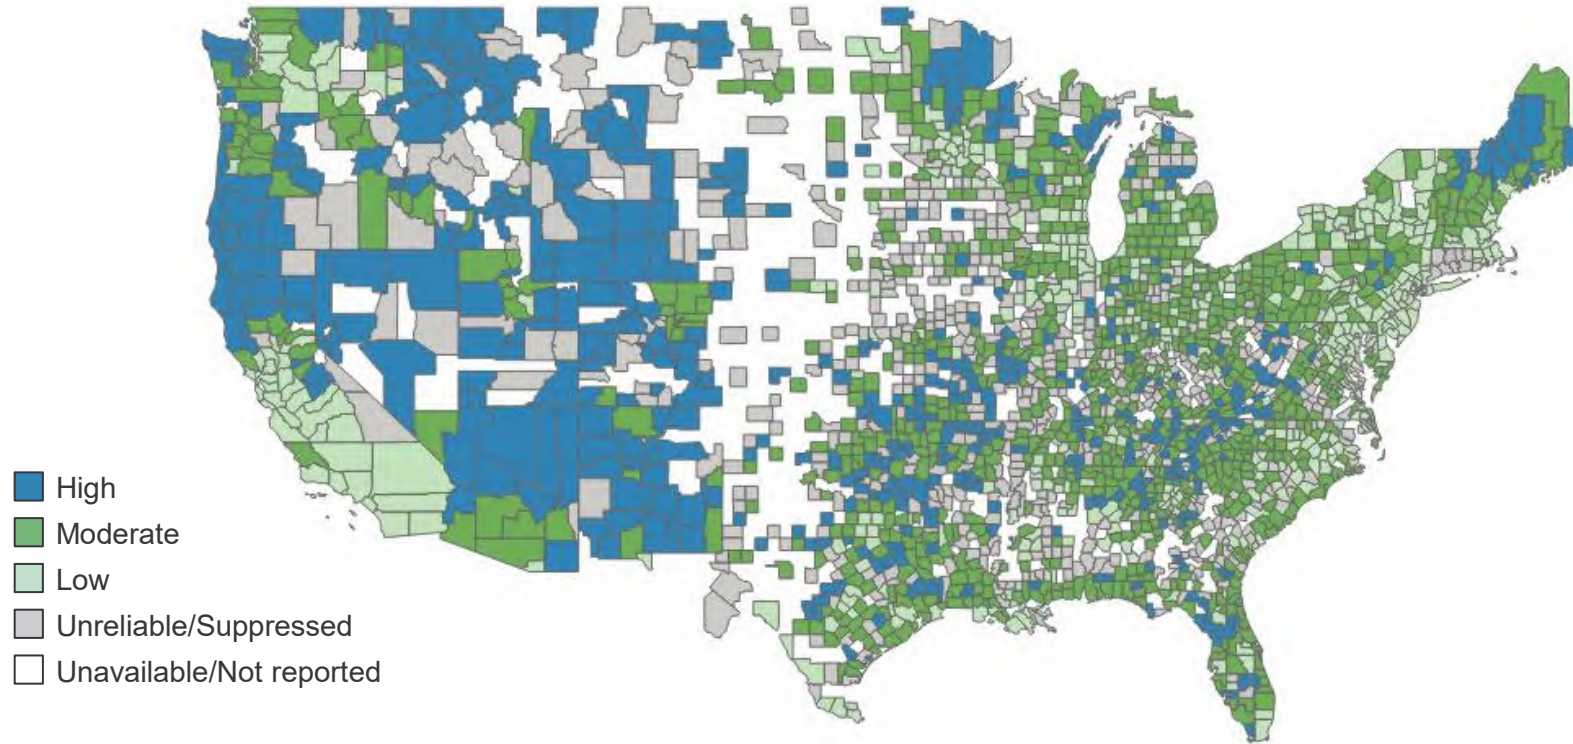 High
Moderate
Low
Unreliable/Suppressed
Unavailable/Not reported